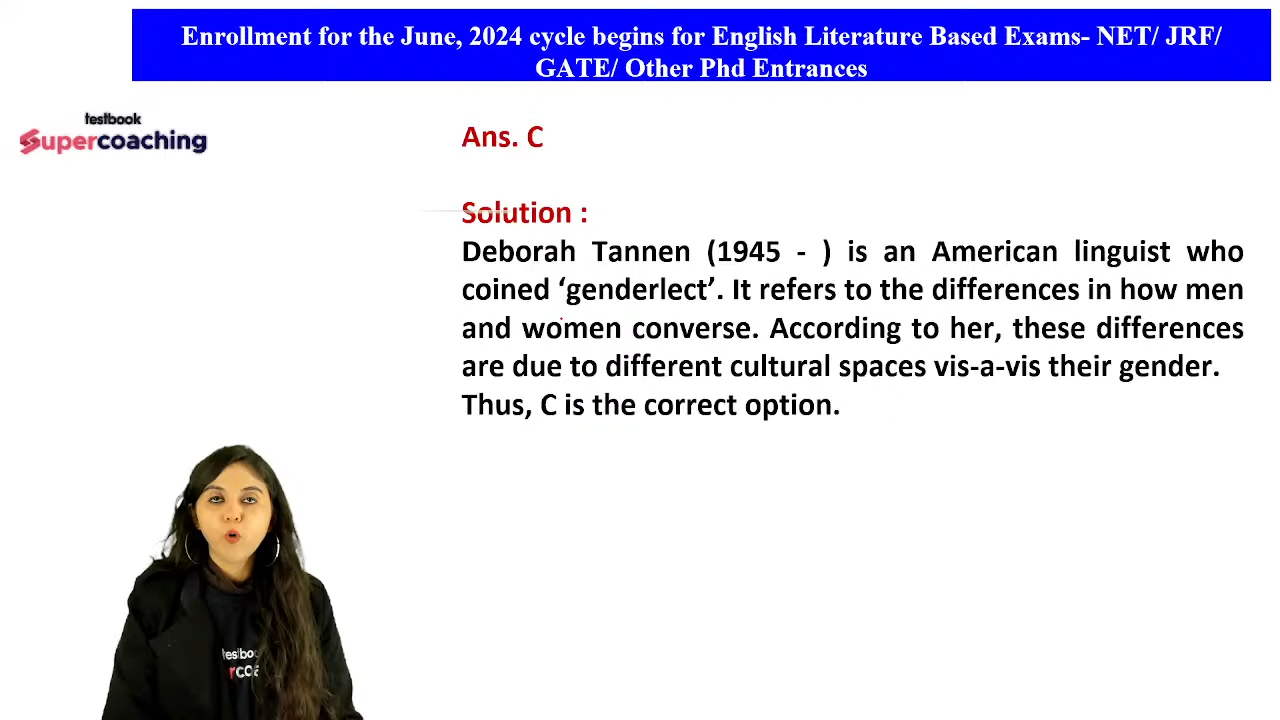 Enrollment for the June, 2024 cycle begins for English Literature Based Exams- NET/ JRF/
GATE/ Other Phd Entrances
testbook
Supercoaching
Ans. C
Solution :
Deborah Tannen (1945 - ) is an American linguist who
coined ‘genderlect’. It refers to the differences in how men
and women converse. According to her, these differences
are due to different cultural spaces vis-a-vis their gender.
Thus, C is the correct option.
testboo
rcoa